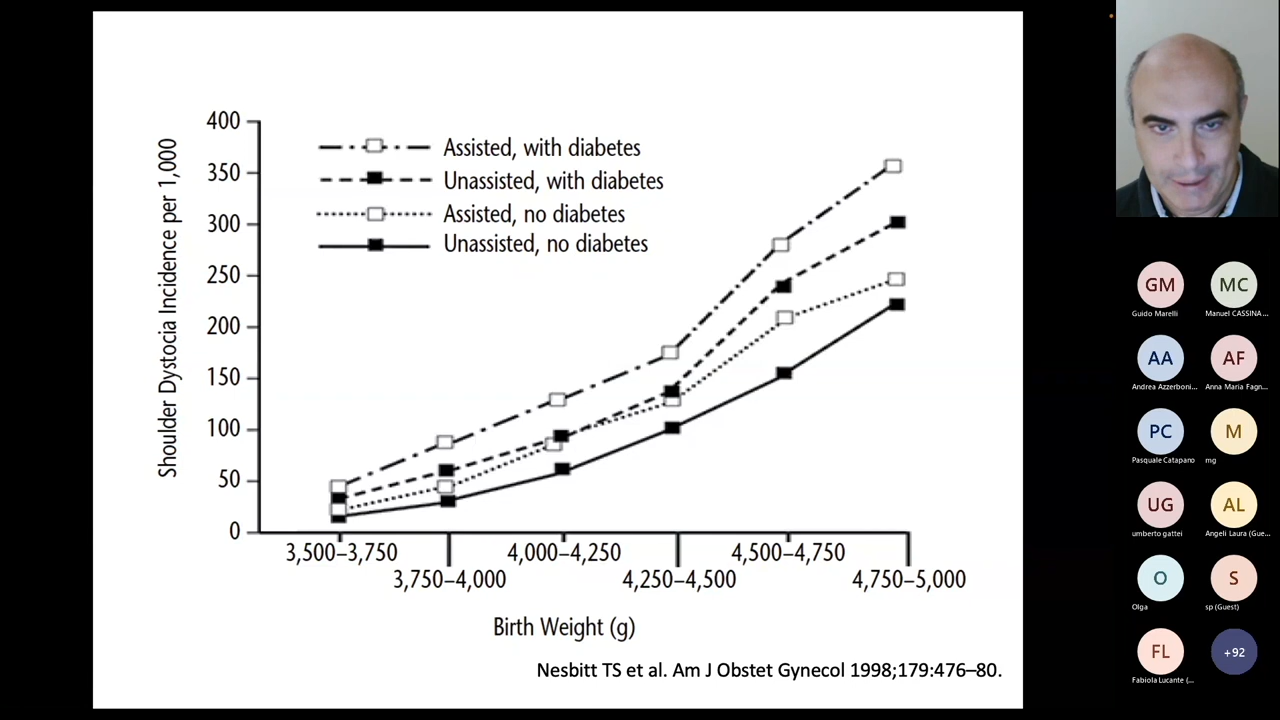 400
350
300
250
200
150
100
50
0
Shoulder Dystocia Incidence per 1,000
Assisted, with diabetes
Unassisted, with diabetes
Assisted, no diabetes
Unassisted, no diabetes
3,500–3,750
4,000–4,250
4,500–4,750
3,750–4,000
4,250–4,500
4,750–5,000
Birth Weight (g)
Nesbitt TS et al. Am J Obstet Gynecol 1998;179:476–80.
GM
MC
Guido Marelli
Manuel CASSINA...
AA
AF
Andrea Azzerboni...
Anna Maria Fagn...
PC
M
Pasquale Catapano
mg
UG
AL
umberto gattei
Angeli Laura (Gue...
O
S
Olga
sp (Guest)
FL
+92
Fabiola Lucante (...